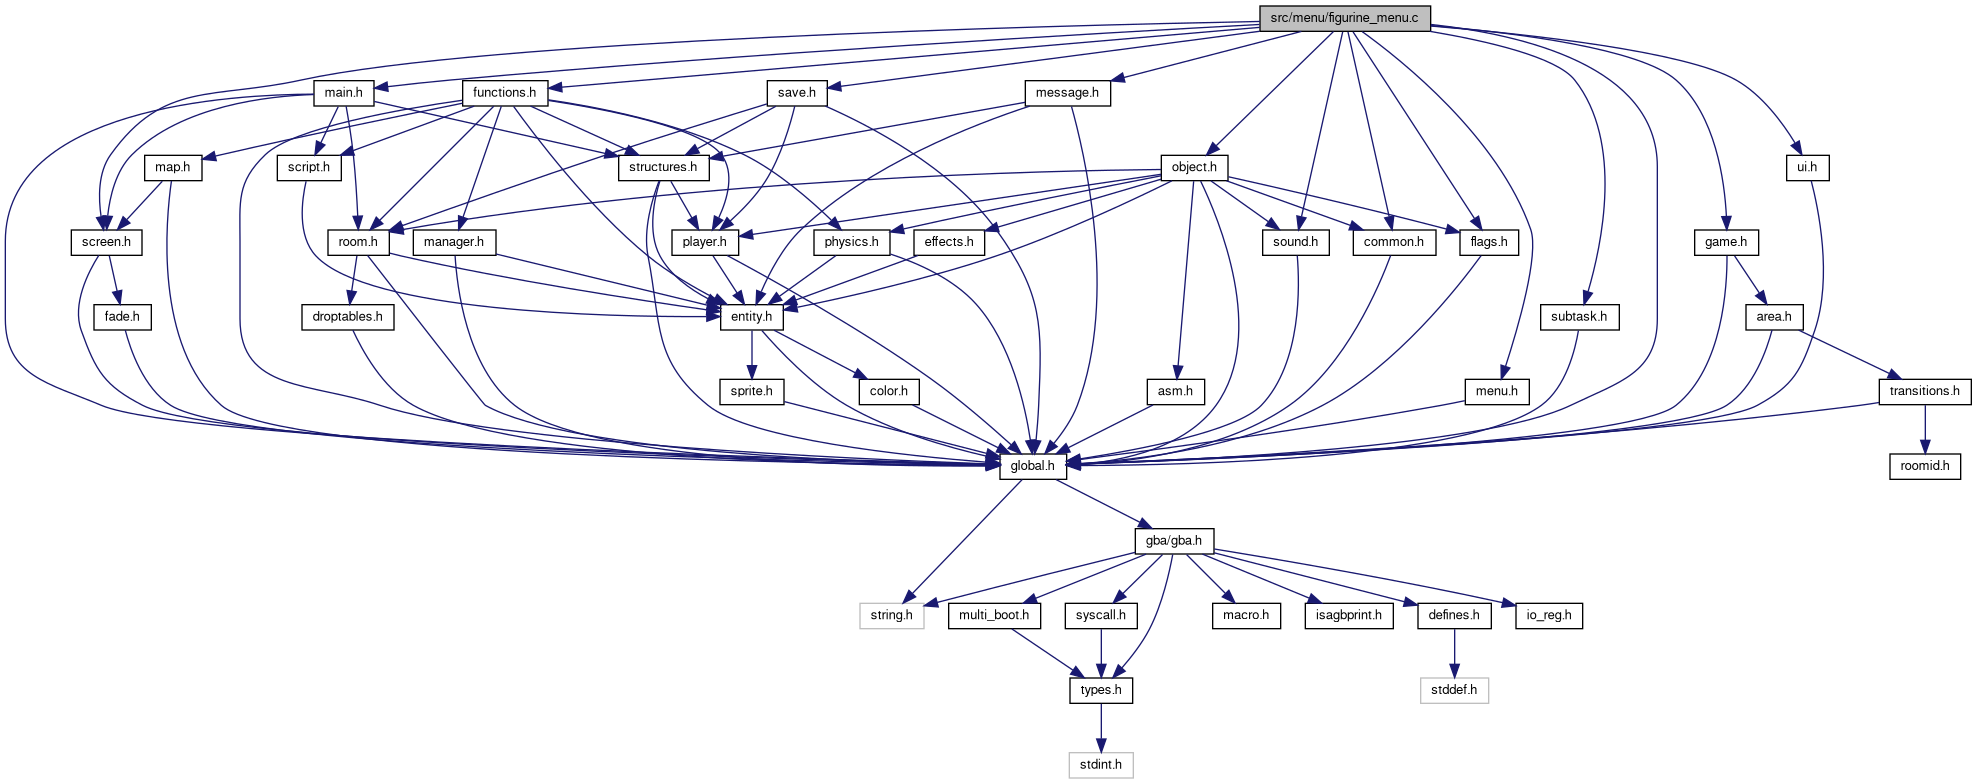 src/menu/figurine_menu.c
main.h
functions.h
save.h
message.h
map.h
script.h
structures.h
object.h
ui.h
screen.h
room.h
manager.h
player.h
physics.h
effects.h
sound.h
common.h
flags.h
game.h
fade.h
droptables.h
entity.h
subtask.h
area.h
sprite.h
color.h
asm.h
menu.h
transitions.h
global.h
roomid.h
gba/gba.h
string.h
multi_boot.h
syscall.h
macro.h
isagbprint.h
defines.h
io_reg.h
types.h
stddef.h
stdint.h